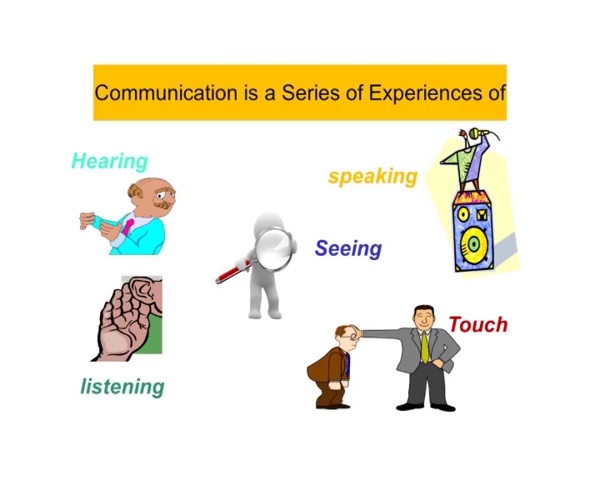 Communication is a Series of Experiences of
Hearing
speaking
Seeing
Touch
listening